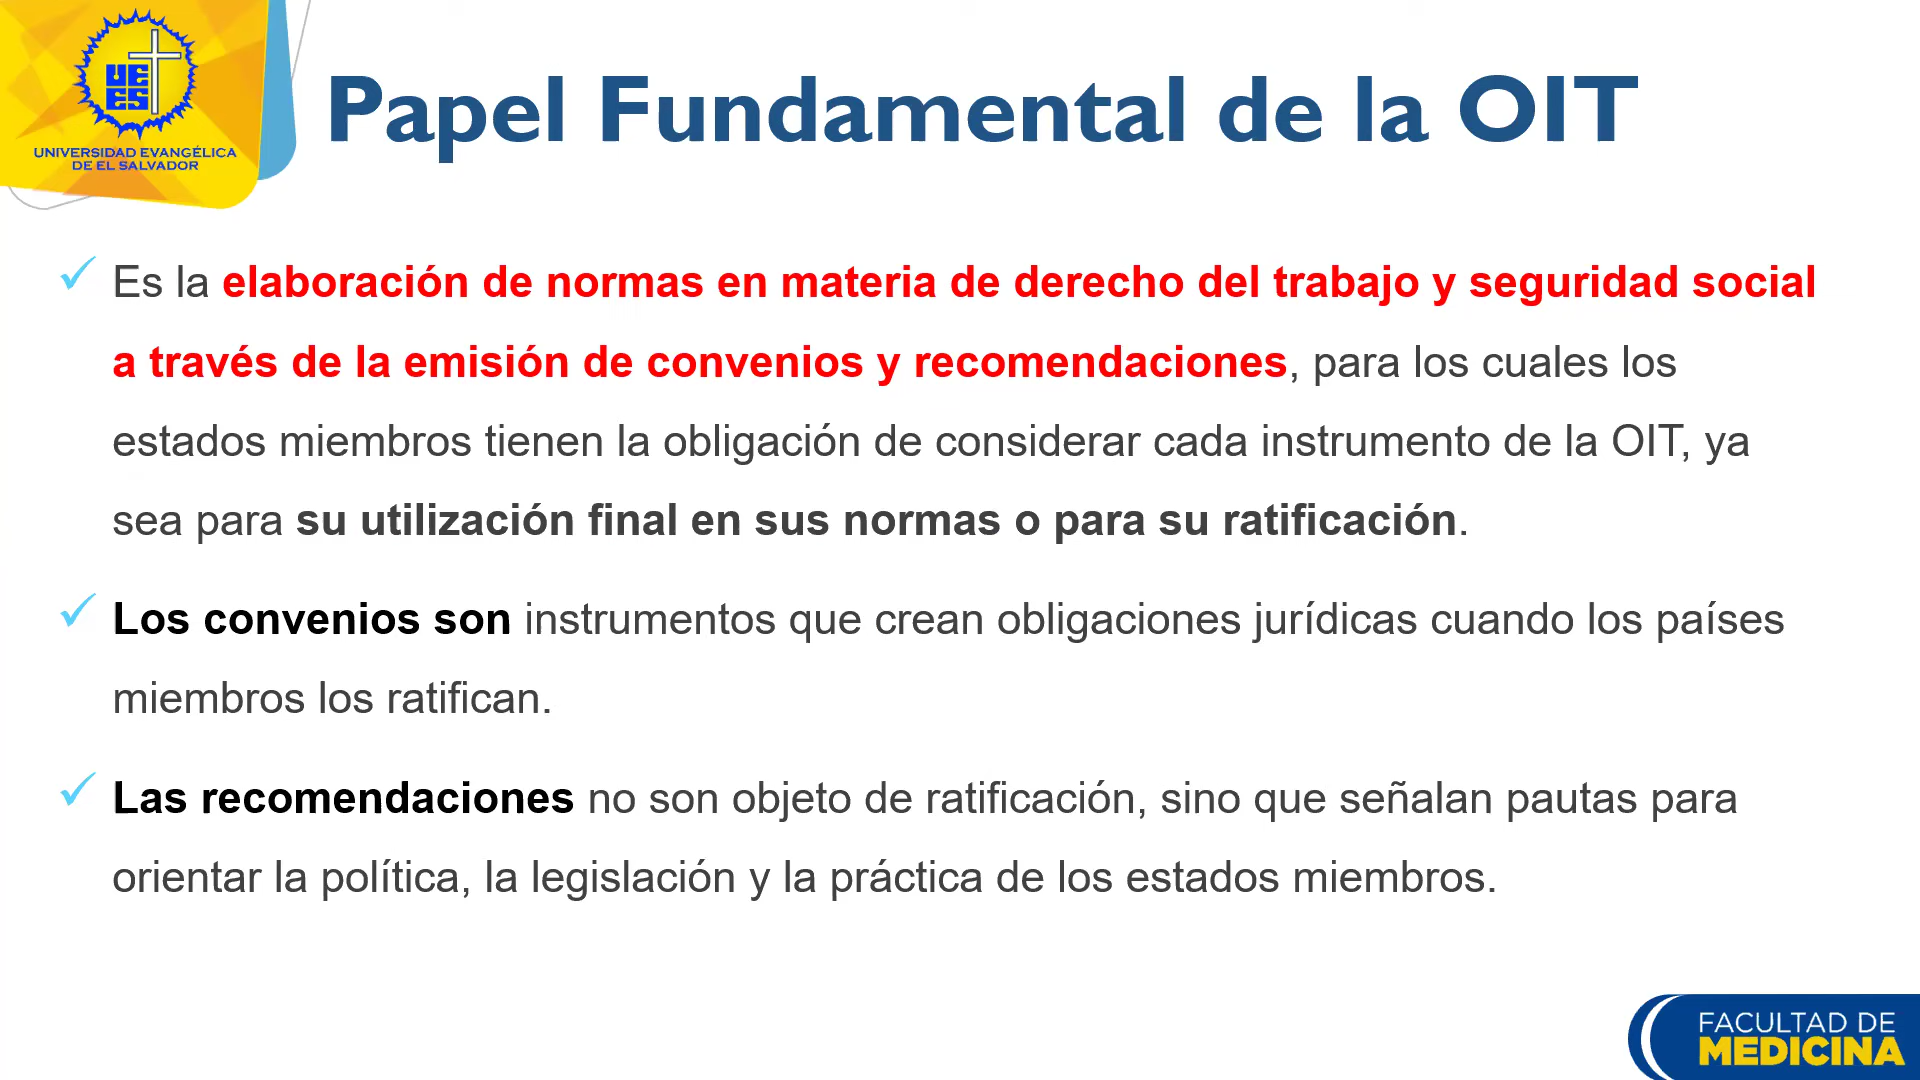 UE
ES
UNIVERSIDAD EVANGÉLICA
DE EL SALVADOR
Papel Fundamental de la OIT
Es la elaboración de normas en materia de derecho del trabajo y seguridad social
a través de la emisión de convenios y recomendaciones, para los cuales los
estados miembros tienen la obligación de considerar cada instrumento de la OIT, ya
sea para su utilización final en sus normas o para su ratificación.
Los convenios son instrumentos que crean obligaciones jurídicas cuando los países
miembros los ratifican.
Las recomendaciones no son objeto de ratificación, sino que señalan pautas para
orientar la política, la legislación y la práctica de los estados miembros.
FACULTAD DE
MEDICINA